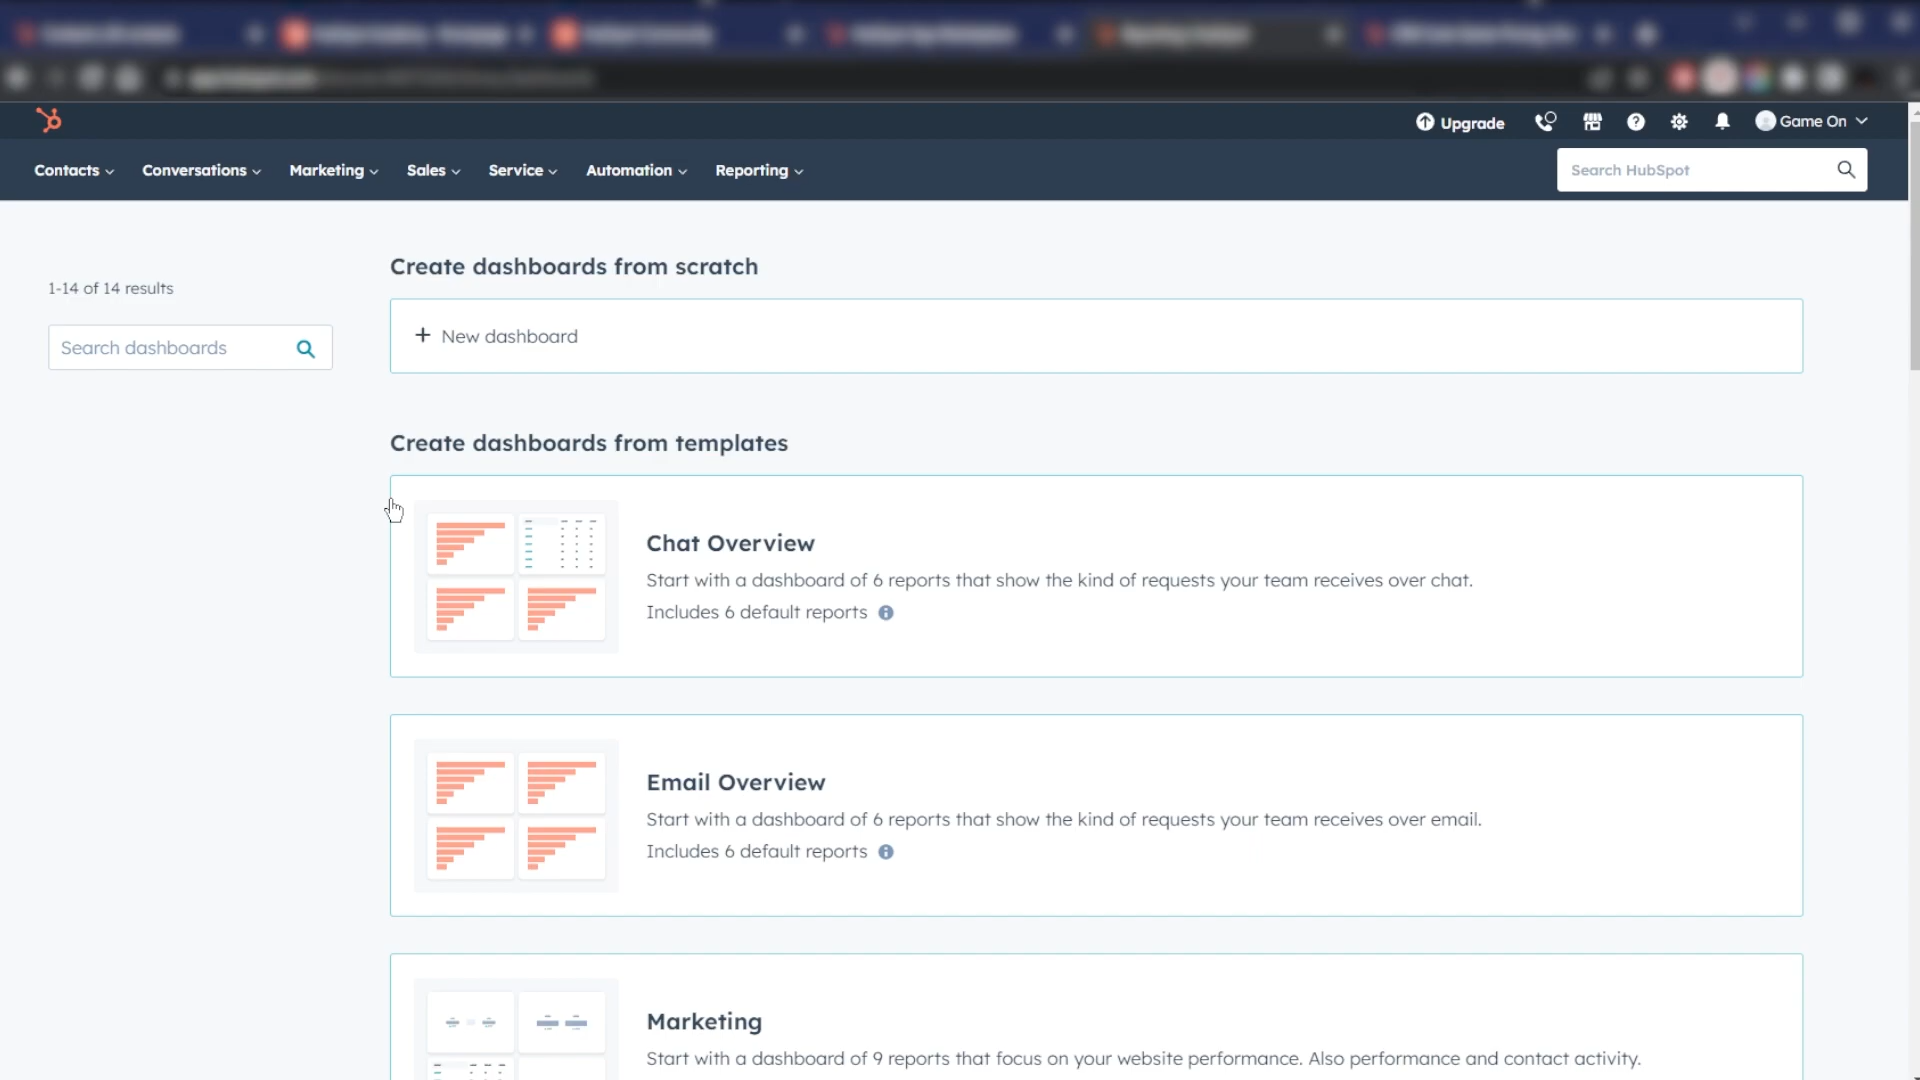 Upgrade
Game On
Contacts
Conversations
Marketing
Sales
Service
Automation
Reporting
Search HubSpot
1-14 of 14 results
Search dashboards
Create dashboards from scratch
+ New dashboard
Create dashboards from templates
Chat Overview
Start with a dashboard of 6 reports that show the kind of requests your team receives over chat.
Includes 6 default reports
Email Overview
Start with a dashboard of 6 reports that show the kind of requests your team receives over email.
Includes 6 default reports
Marketing
Start with a dashboard of 9 reports that focus on your website performance. Also performance and contact activity.